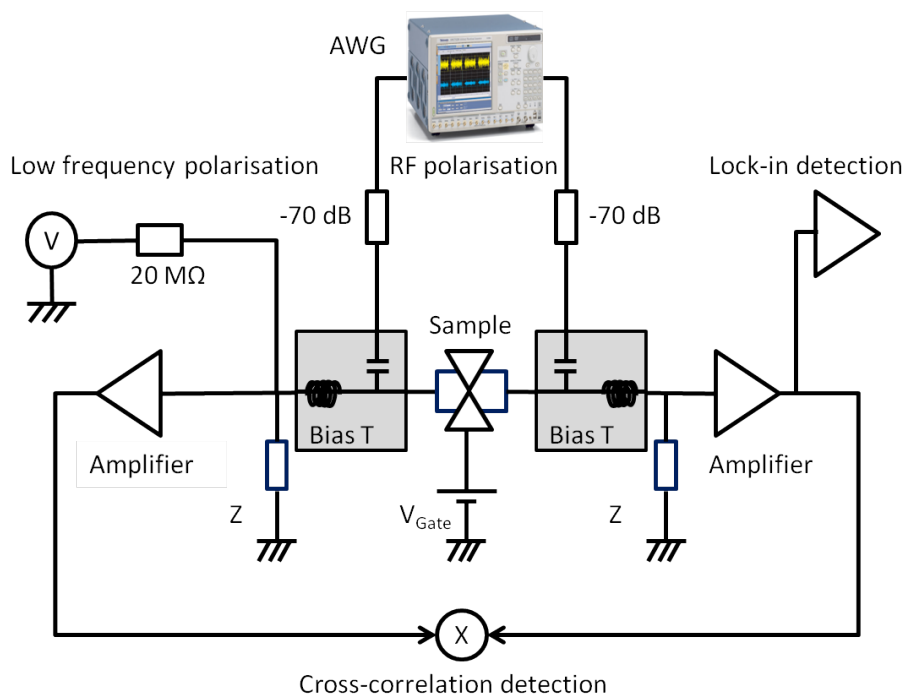 AWG
Low frequency polarisation
RF polarisation
Lock-in detection
-70 dB
-70 dB
V
20 MΩ
Sample
Bias T
Bias T
Amplifier
Amplifier
Z
V_Gate
Z
X
Cross-correlation detection